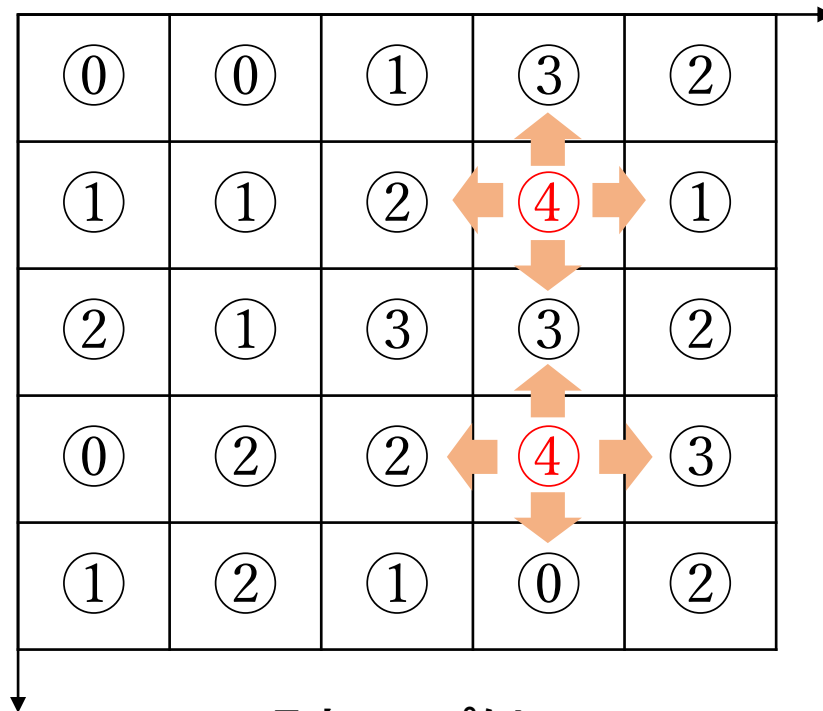 ⓪ ⓪ ① ③ ②
① ① ② ④ ①
② ① ③ ③ ②
⓪ ② ② ④ ③
① ② ① ⓪ ②